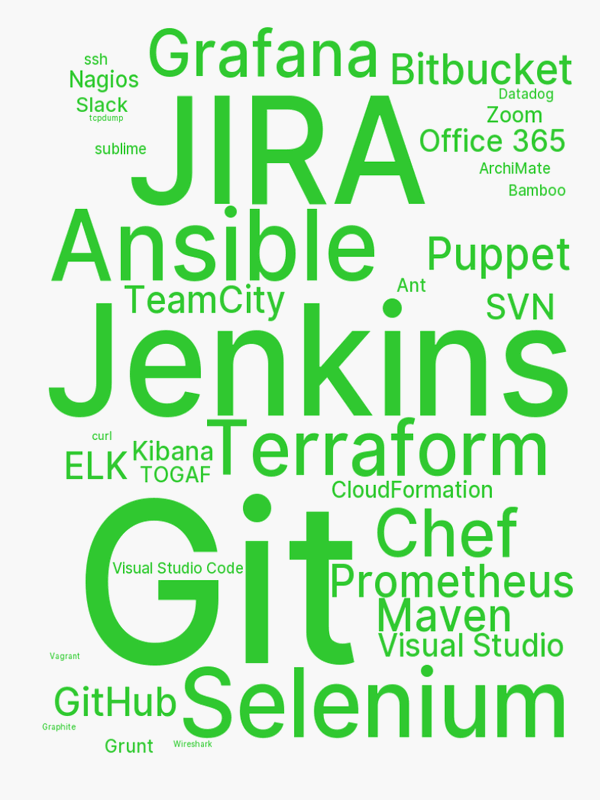 Grafana
ssh
Bitbucket
Nagios
Datadog
Slack
Zoom
tcpdump
JIRA
Office 365
sublime
ArchiMate
Bamboo
Ansible
Puppet
Ant
TeamCity
SVN
Jenkins
curl
Terraform
Kibana
ELK
TOGAF
CloudFormation
Git
Chef
Visual Studio Code
Prometheus
Maven
Visual Studio
Vagrant
GitHub
Selenium
Graphite
Grunt
Wireshark